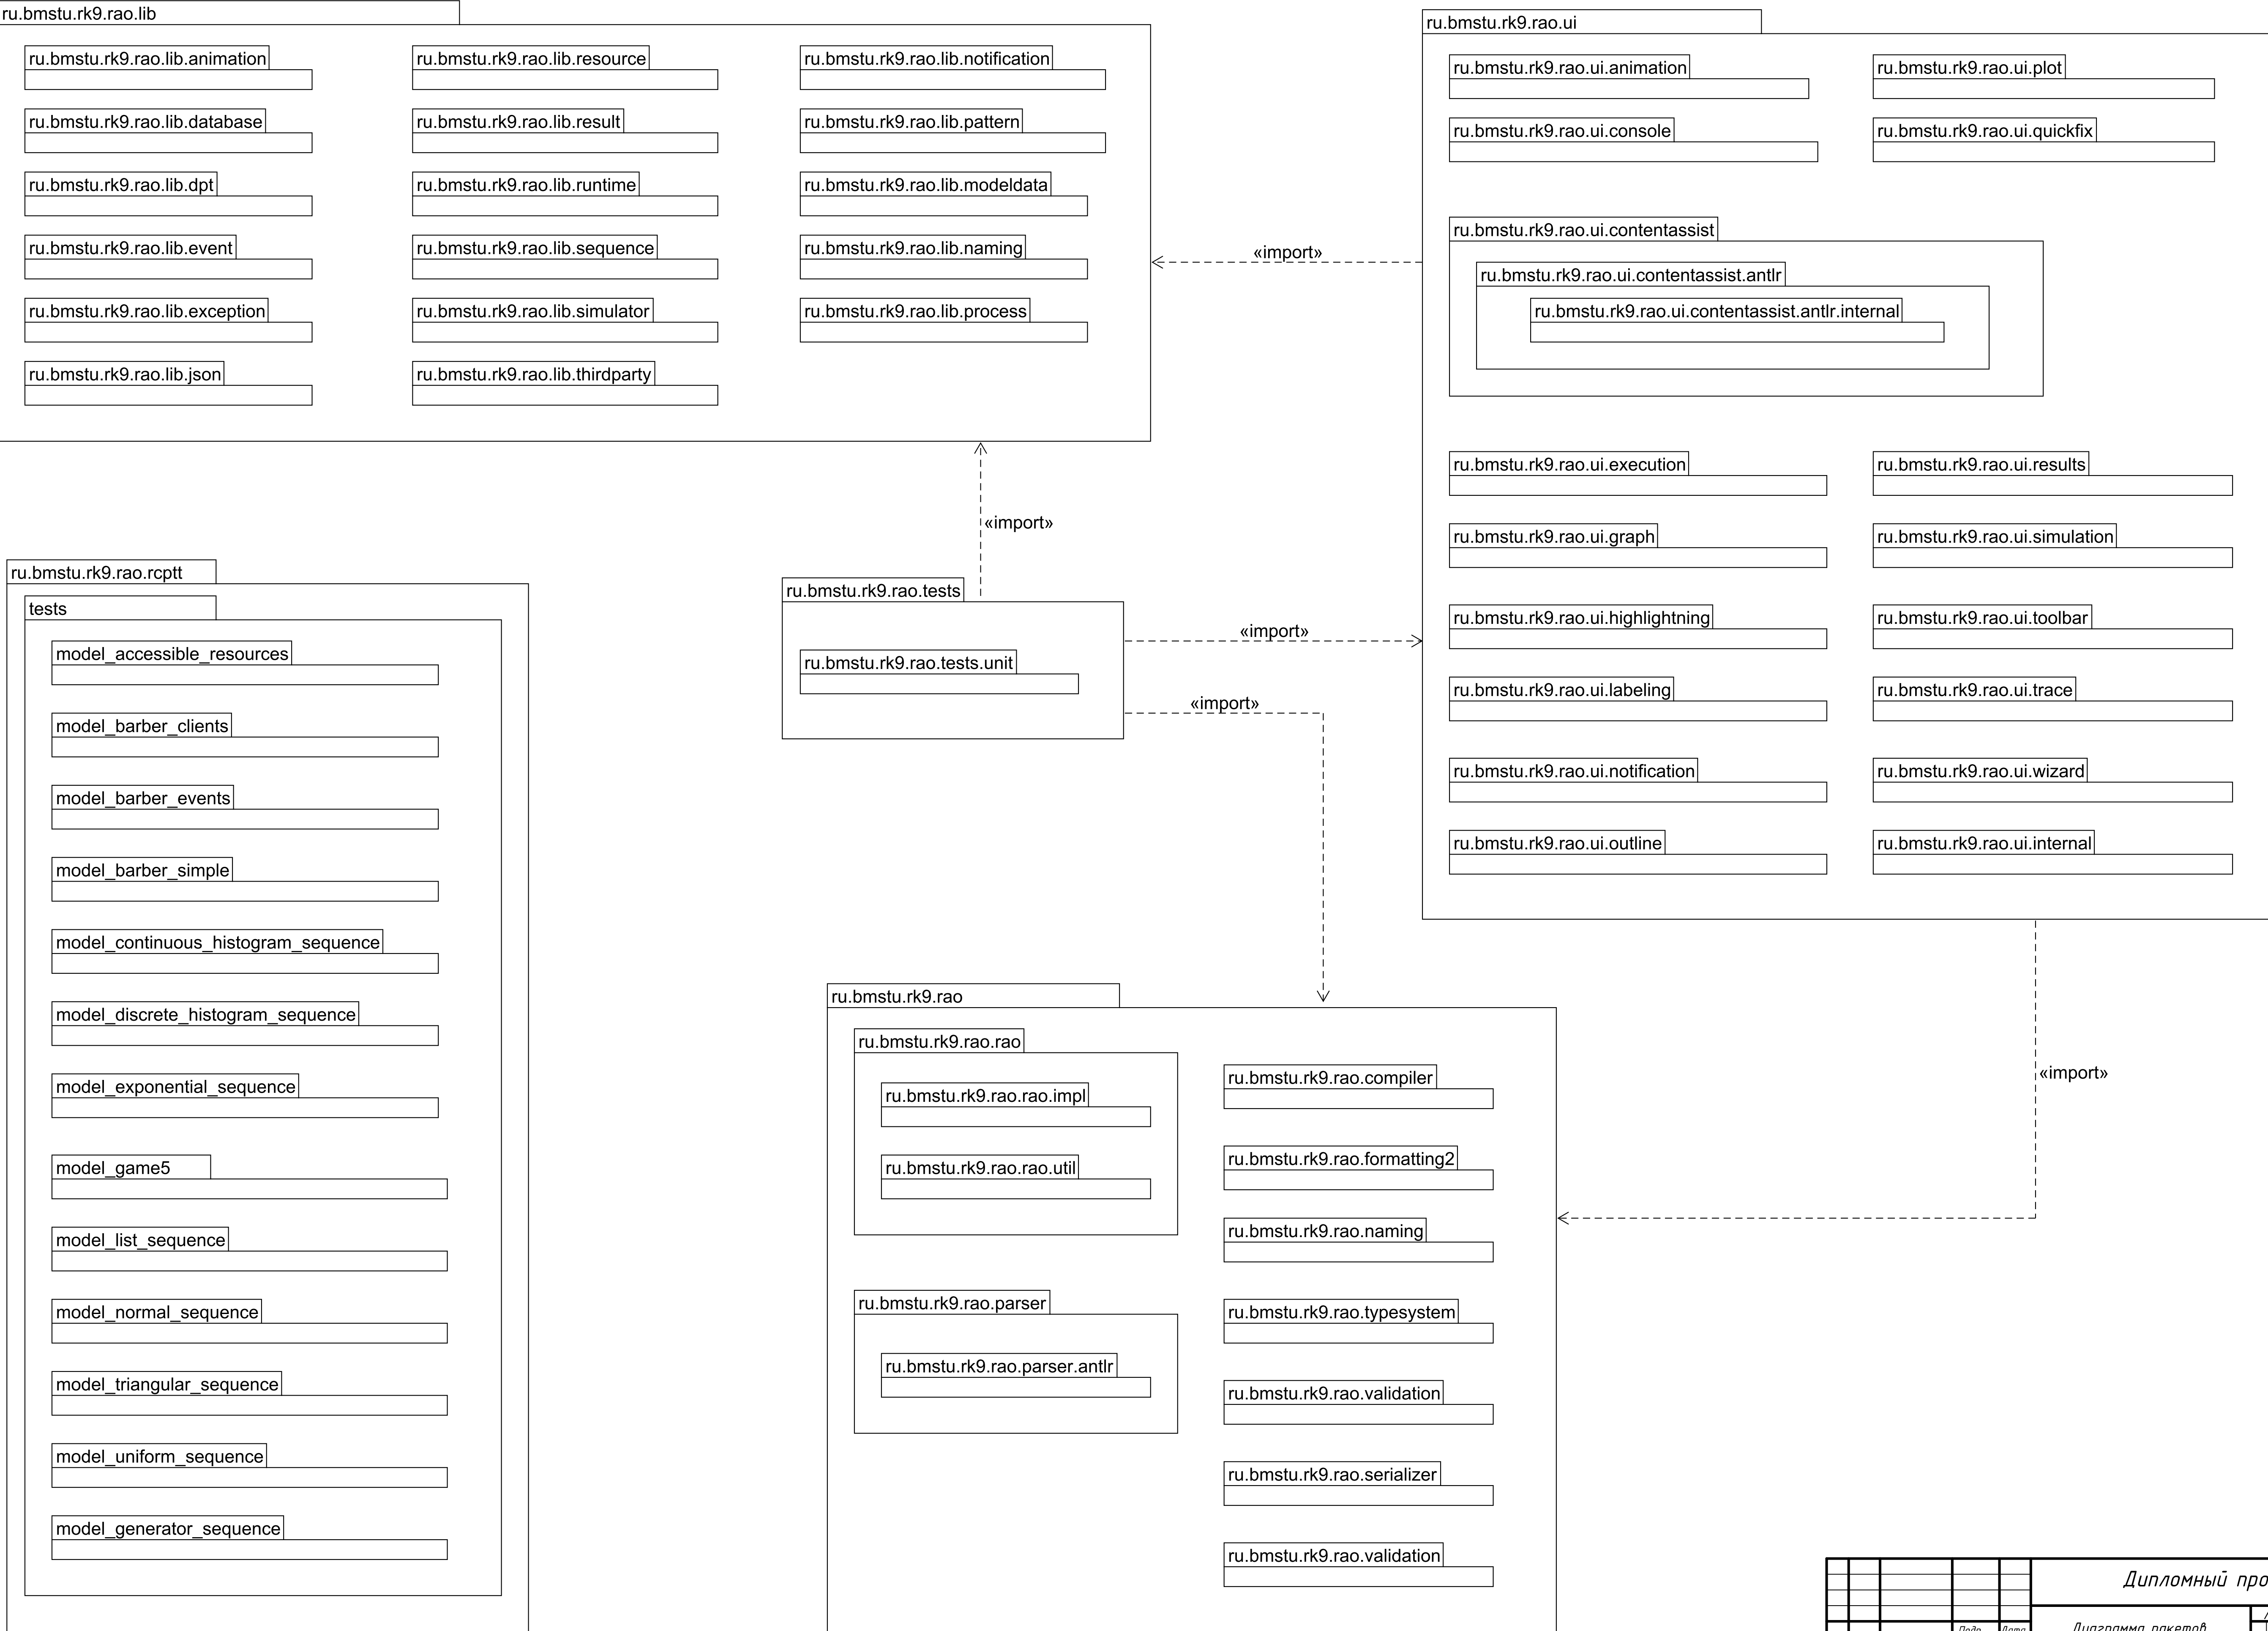 ru.bmstu.rk9.rao.lib
ru.bmstu.rk9.rao.lib.animation
ru.bmstu.rk9.rao.lib.database
ru.bmstu.rk9.rao.lib.dpt
ru.bmstu.rk9.rao.lib.event
ru.bmstu.rk9.rao.lib.exception
ru.bmstu.rk9.rao.lib.json
ru.bmstu.rk9.rao.lib.resource
ru.bmstu.rk9.rao.lib.result
ru.bmstu.rk9.rao.lib.runtime
ru.bmstu.rk9.rao.lib.sequence
ru.bmstu.rk9.rao.lib.simulator
ru.bmstu.rk9.rao.lib.thirdparty
ru.bmstu.rk9.rao.lib.notification
ru.bmstu.rk9.rao.lib.pattern
ru.bmstu.rk9.rao.lib.modeldata
ru.bmstu.rk9.rao.lib.naming
ru.bmstu.rk9.rao.lib.process
«import»
ru.bmstu.rk9.rao.ui
ru.bmstu.rk9.rao.ui.animation
ru.bmstu.rk9.rao.ui.plot
ru.bmstu.rk9.rao.ui.console
ru.bmstu.rk9.rao.ui.quickfix
ru.bmstu.rk9.rao.ui.contentassist
ru.bmstu.rk9.rao.ui.contentassist.antlr
ru.bmstu.rk9.rao.ui.contentassist.antlr.internal
ru.bmstu.rk9.rao.ui.execution
ru.bmstu.rk9.rao.ui.results
ru.bmstu.rk9.rao.ui.graph
ru.bmstu.rk9.rao.ui.simulation
ru.bmstu.rk9.rao.ui.highlightning
ru.bmstu.rk9.rao.ui.toolbar
ru.bmstu.rk9.rao.ui.labeling
ru.bmstu.rk9.rao.ui.trace
ru.bmstu.rk9.rao.ui.notification
ru.bmstu.rk9.rao.ui.wizard
ru.bmstu.rk9.rao.ui.outline
ru.bmstu.rk9.rao.ui.internal
«import»
ru.bmstu.rk9.rao.tests
ru.bmstu.rk9.rao.tests.unit
«import»
«import»
ru.bmstu.rk9.rao.rcptt
tests
model_accessible_resources
model_barber_clients
model_barber_events
model_barber_simple
model_continuous_histogram_sequence
model_discrete_histogram_sequence
model_exponential_sequence
model_game5
model_list_sequence
model_normal_sequence
model_triangular_sequence
model_uniform_sequence
model_generator_sequence
ru.bmstu.rk9.rao
ru.bmstu.rk9.rao.rao
ru.bmstu.rk9.rao.rao.impl
ru.bmstu.rk9.rao.rao.util
ru.bmstu.rk9.rao.parser
ru.bmstu.rk9.rao.parser.antlr
ru.bmstu.rk9.rao.compiler
ru.bmstu.rk9.rao.formatting2
ru.bmstu.rk9.rao.naming
ru.bmstu.rk9.rao.typesystem
ru.bmstu.rk9.rao.validation
ru.bmstu.rk9.rao.serializer
ru.bmstu.rk9.rao.validation
«import»
Дипломный про
Диаграмма пакетов